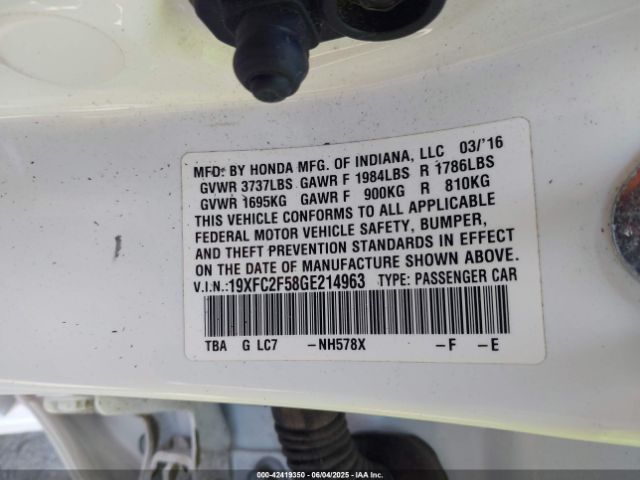 MFD. BY HONDA MFG. OF INDIANA, LLC 03/'16
GVWR 3737LBS GAWR F 1984LBS R 1786LBS
GVWR 1695KG GAWR F 900KG R 810KG
THIS VEHICLE CONFORMS TO ALL APPLICABLE
FEDERAL MOTOR VEHICLE SAFETY, BUMPER,
AND THEFT PREVENTION STANDARDS IN EFFECT
ON THE DATE OF MANUFACTURE SHOWN ABOVE.
V.I.N.:19XFC2F58GE214963 TYPE: PASSENGER CAR
TBA G LC7 -NH578X -F -E
000-42419350 - 06/04/2025 - IAA Inc.